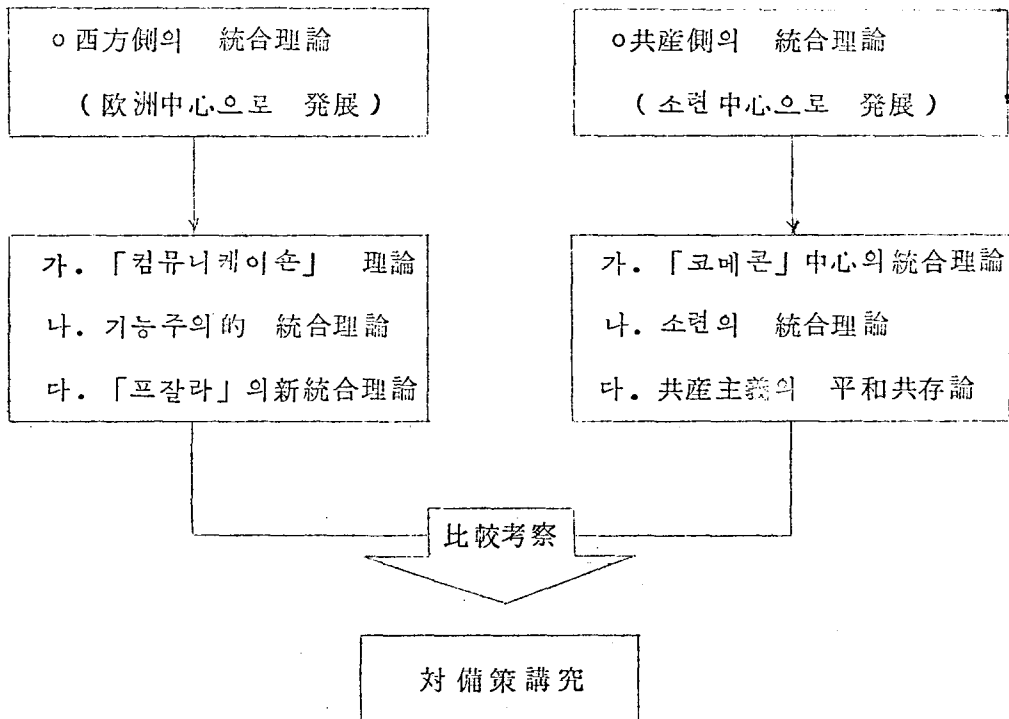 o 西方側의 統合理論
( 欧洲中心으로 発展 )
o 共産側의 統合理論
( 소련中心으로 発展 )
가. 「컴뮤니케이숀」 理論
나. 기능주의的 統合理論
다. 「프잘라」의新統合理論
가. 「코메콘」中心의統合理論
나. 소련의 統合理論
다. 共産主義의 平和共存論
比較考察
対備策講究